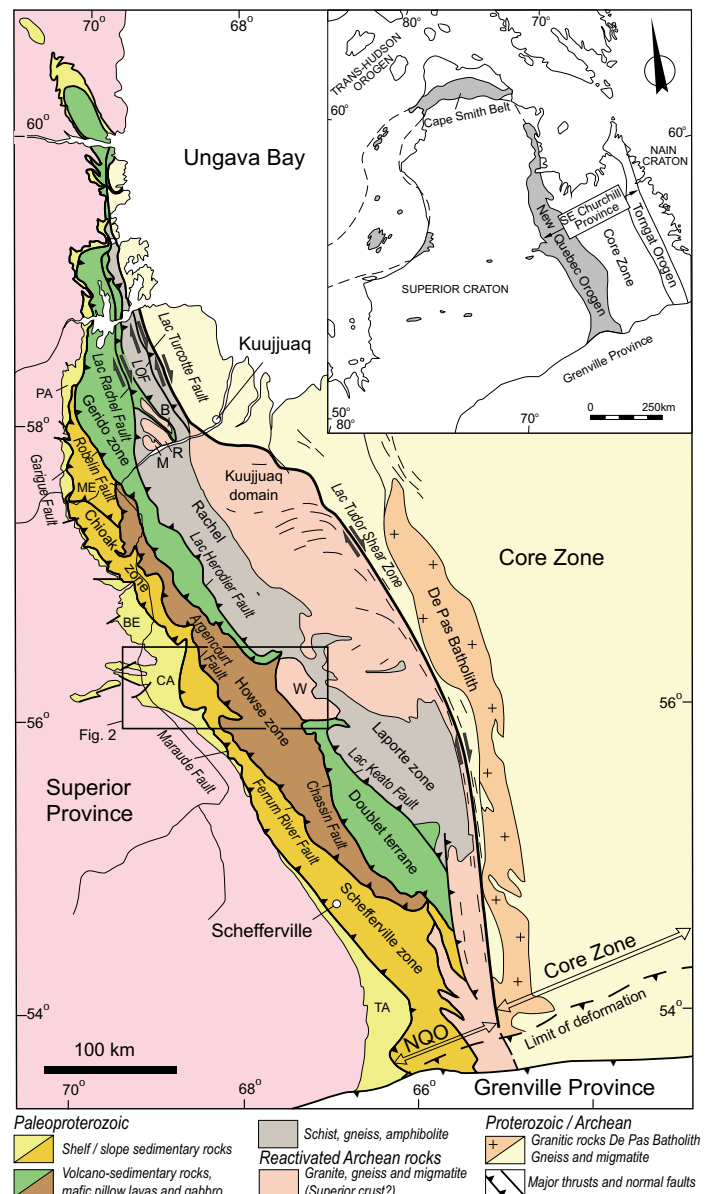 70°
68°
80°
70°
TRANS-HUDSON
OROGEN
60°
60°
60°
Cape Smith Belt
NAIN
CRATON
Ungava Bay
SE Churchill
Province
New Quebec Orogen
Core Zone
Torngat Orogen
SUPERIOR CRATON
Grenville Province
50°
80°
70°
0 250km
Lac Turcotte Fault
Kuujjuaq
LOF
Lac Rachel Fault
PA
Gerido zone
B
R
M
58°
Robelin Fault
ME
Garigue Fault
Chioak zone
Kuujjuaq
domain
Rachel
Lac Herodier Fault
Lac Tudor Shear Zone
Core Zone
De Pas Batholith
BE
Argencourt
Fault
CA
Howse zone
W
56°
56°
Fig. 2
Maraude Fault
Laporte zone
Lac Keato Fault
Superior
Province
Ferrum River Fault
Chassin Fault
Doublet terrane
Schefferville
Schefferville zone
Core Zone
54°
54°
TA
NQO
Limit of deformation
100 km
Grenville Province
70°
68°
66°
Paleoproterozoic
Shelf / slope sedimentary rocks
Volcano-sedimentary rocks,
mafic pillow lavas and gabbro
Schist, gneiss, amphibolite
Reactivated Archean rocks
Granite, gneiss and migmatite
(Superior crust?)
Proterozoic / Archean
Granitic rocks De Pas Batholith
Gneiss and migmatite
Major thrusts and normal faults